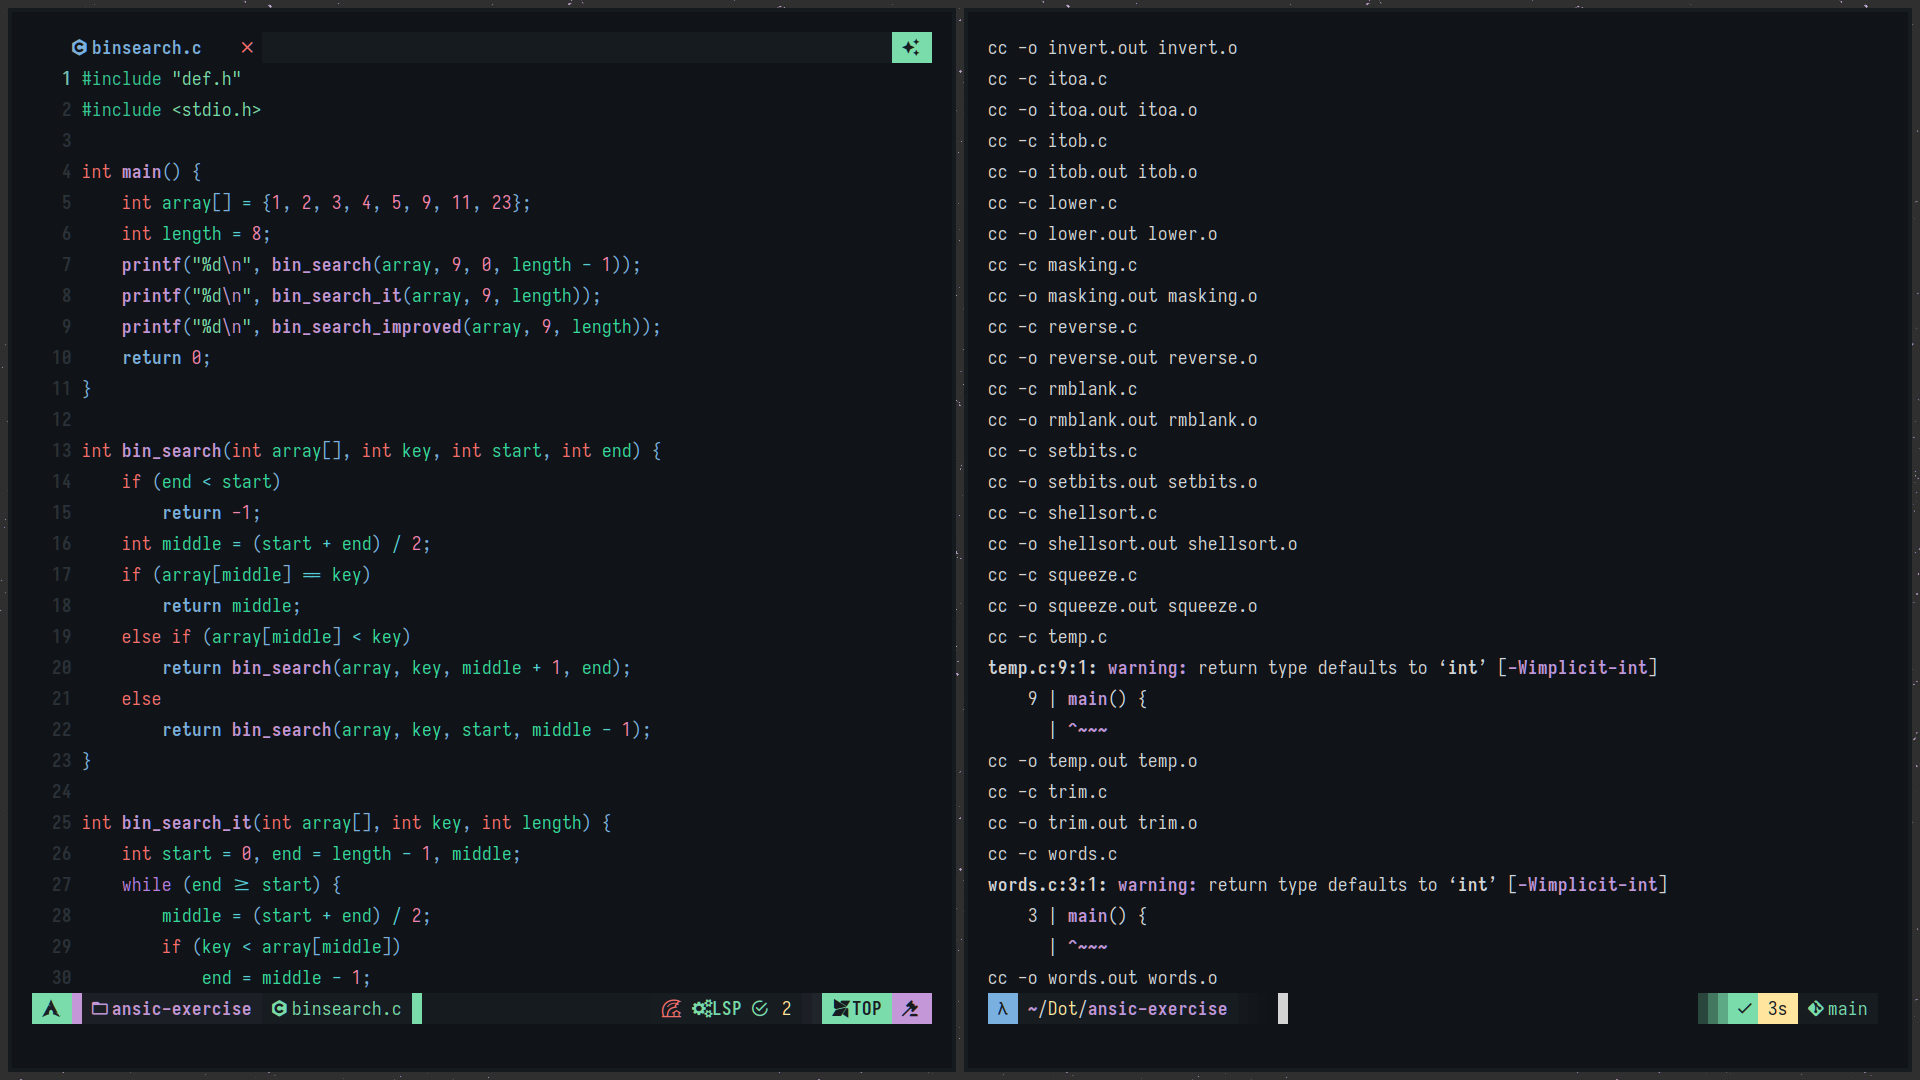 binsearch.c ×
1 #include "def.h"
2 #include <stdio.h>
3
4 int main() {
5     int array[] = {1, 2, 3, 4, 5, 9, 11, 23};
6     int length = 8;
7     printf("%d\n", bin_search(array, 9, 0, length - 1));
8     printf("%d\n", bin_search_it(array, 9, length));
9     printf("%d\n", bin_search_improved(array, 9, length));
10     return 0;
11 }
12
13 int bin_search(int array[], int key, int start, int end) {
14     if (end < start)
15         return -1;
16     int middle = (start + end) / 2;
17     if (array[middle] == key)
18         return middle;
19     else if (array[middle] < key)
20         return bin_search(array, key, middle + 1, end);
21     else
22         return bin_search(array, key, start, middle - 1);
23 }
24
25 int bin_search_it(int array[], int key, int length) {
26     int start = 0, end = length - 1, middle;
27     while (end ≥ start) {
28         middle = (start + end) / 2;
29         if (key < array[middle])
30             end = middle - 1;
ansic-exercise binsearch.c LSP 2 TOP
cc -o invert.out invert.o
cc -c itoa.c
cc -o itoa.out itoa.o
cc -c itob.c
cc -o itob.out itob.o
cc -c lower.c
cc -o lower.out lower.o
cc -c masking.c
cc -o masking.out masking.o
cc -c reverse.c
cc -o reverse.out reverse.o
cc -c rmblank.c
cc -o rmblank.out rmblank.o
cc -c setbits.c
cc -o setbits.out setbits.o
cc -c shellsort.c
cc -o shellsort.out shellsort.o
cc -c squeeze.c
cc -o squeeze.out squeeze.o
cc -c temp.c
temp.c:9:1: warning: return type defaults to ‘int’ [-Wimplicit-int]
    9 | main() {
      | ^~~~
cc -o temp.out temp.o
cc -c trim.c
cc -o trim.out trim.o
cc -c words.c
words.c:3:1: warning: return type defaults to ‘int’ [-Wimplicit-int]
    3 | main() {
      | ^~~~
cc -o words.out words.o
λ ~/Dot/ansic-exercise ✓ 3s main